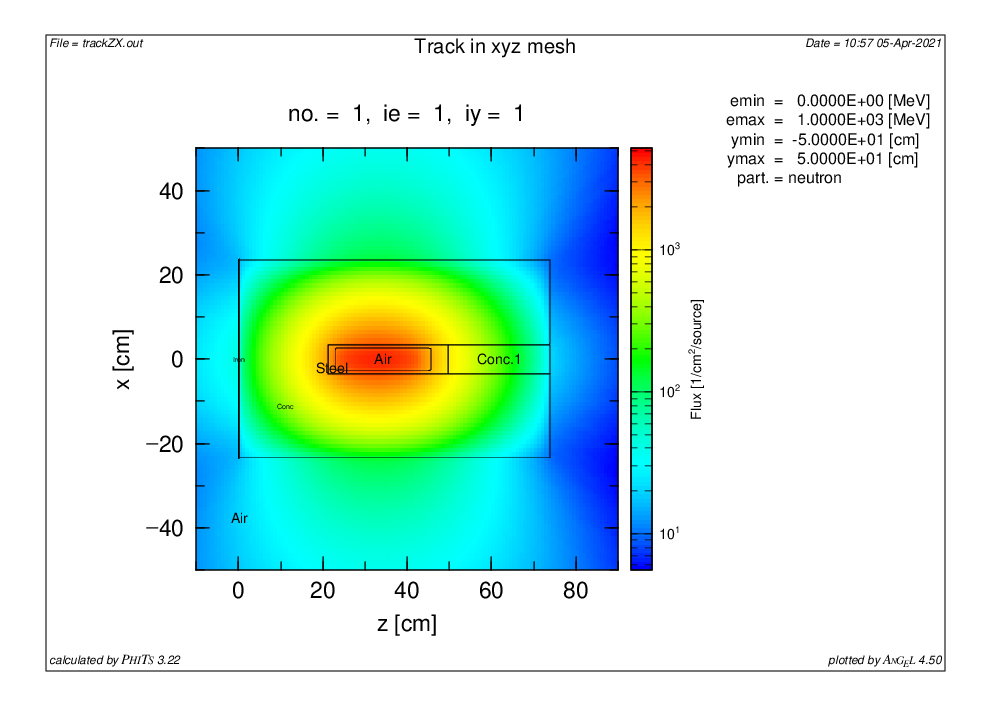 File = trackZX.out
Date = 10:57 05-Apr-2021
Track in xyz mesh
no. = 1, ie = 1, iy = 1
emin = 0.0000E+00 [MeV]
emax = 1.0000E+03 [MeV]
ymin = -5.0000E+01 [cm]
ymax = 5.0000E+01 [cm]
part. = neutron
40
20
0
−20
−40
x [cm]
Iron
Air
Steel
Conc.1
Conc
Air
0
20
40
60
80
z [cm]
10³
10²
10¹
Flux [1/cm²/source]
calculated by PHITS 3.22
plotted by ANGEL 4.50